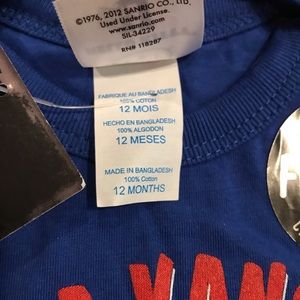 ©1976, 2012 SANRIO CO., LTD.
Used Under License.
www.sanrio.com
SIL-34229
RN# 118287
FABRIQUE AU BANGLADESH
100% COTON
12 MOIS
HECHO EN BANGLADESH
100% ALGODON
12 MESES
MADE IN BANGLADESH
100% Cotton
12 MONTHS